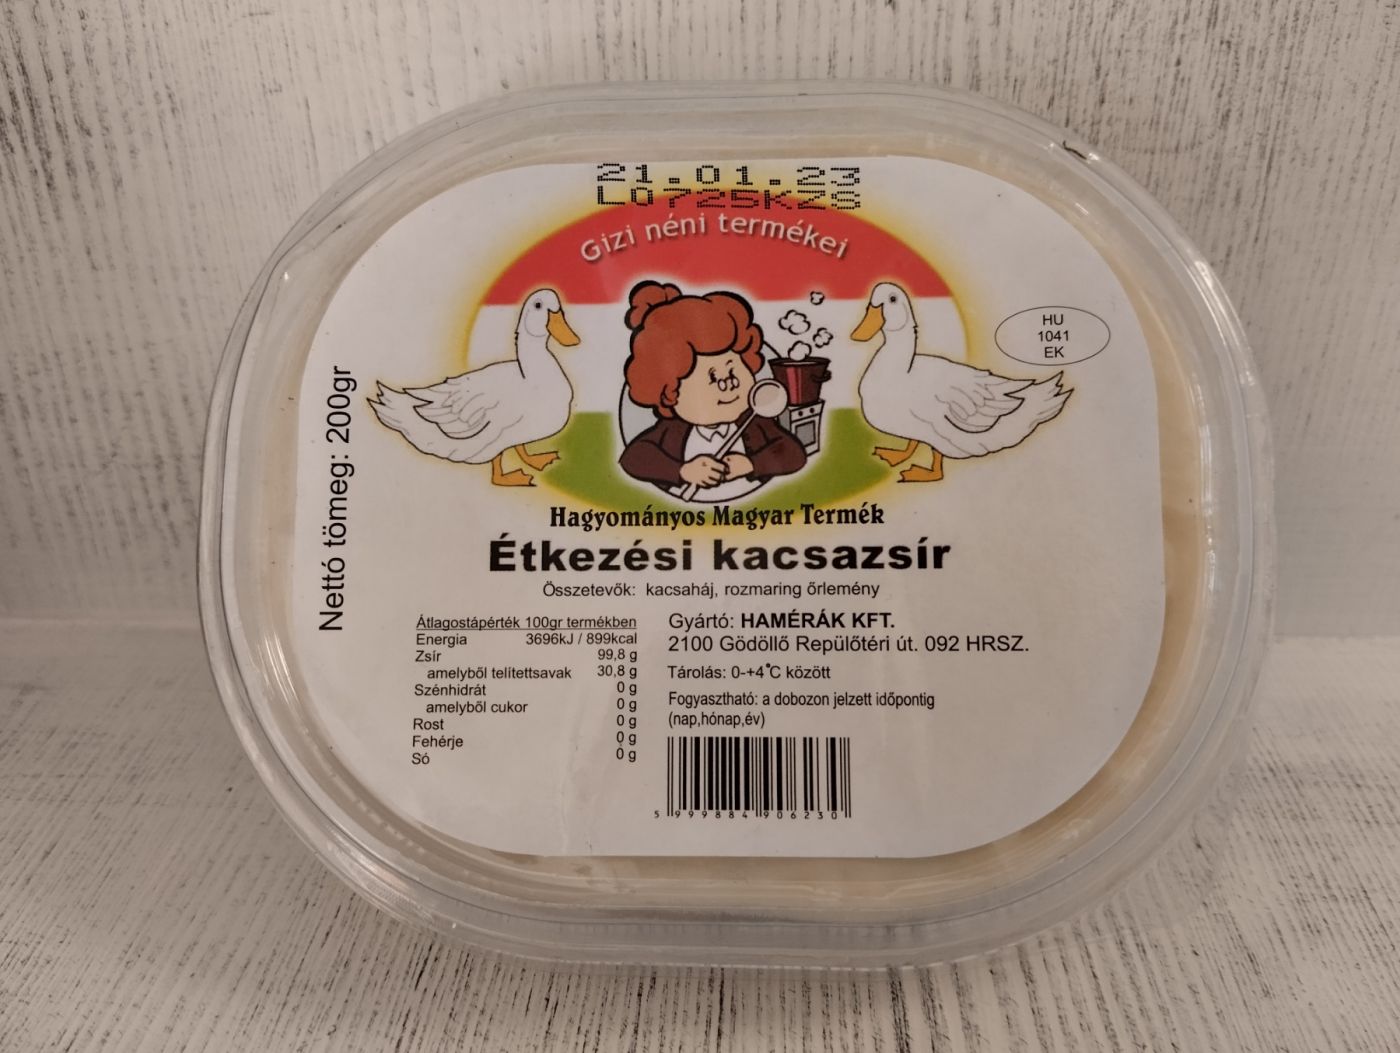 21.01.23
L0725KZS
Gizi néni termékei
HU
1041
EK
Nettó tömeg: 200gr
Hagyományos Magyar Termék
Étkezési kacsazsír
Összetevők: kacsaháj, rozmaring őrlemény
Átlagostápérték 100gr termékben
Energia 3696kJ / 899kcal
Zsír 99,8 g
amelyből telítettsavak 30,8 g
Szénhidrát 0 g
amelyből cukor 0 g
Rost 0 g
Fehérje 0 g
Só 0 g
Gyártó: HAMÉRÁK KFT.
2100 Gödöllő Repülőtéri út. 092 HRSZ.
Tárolás: 0-+4°C között
Fogyasztható: a dobozon jelzett időpontig
(nap,hónap,év)
5 999884 906230